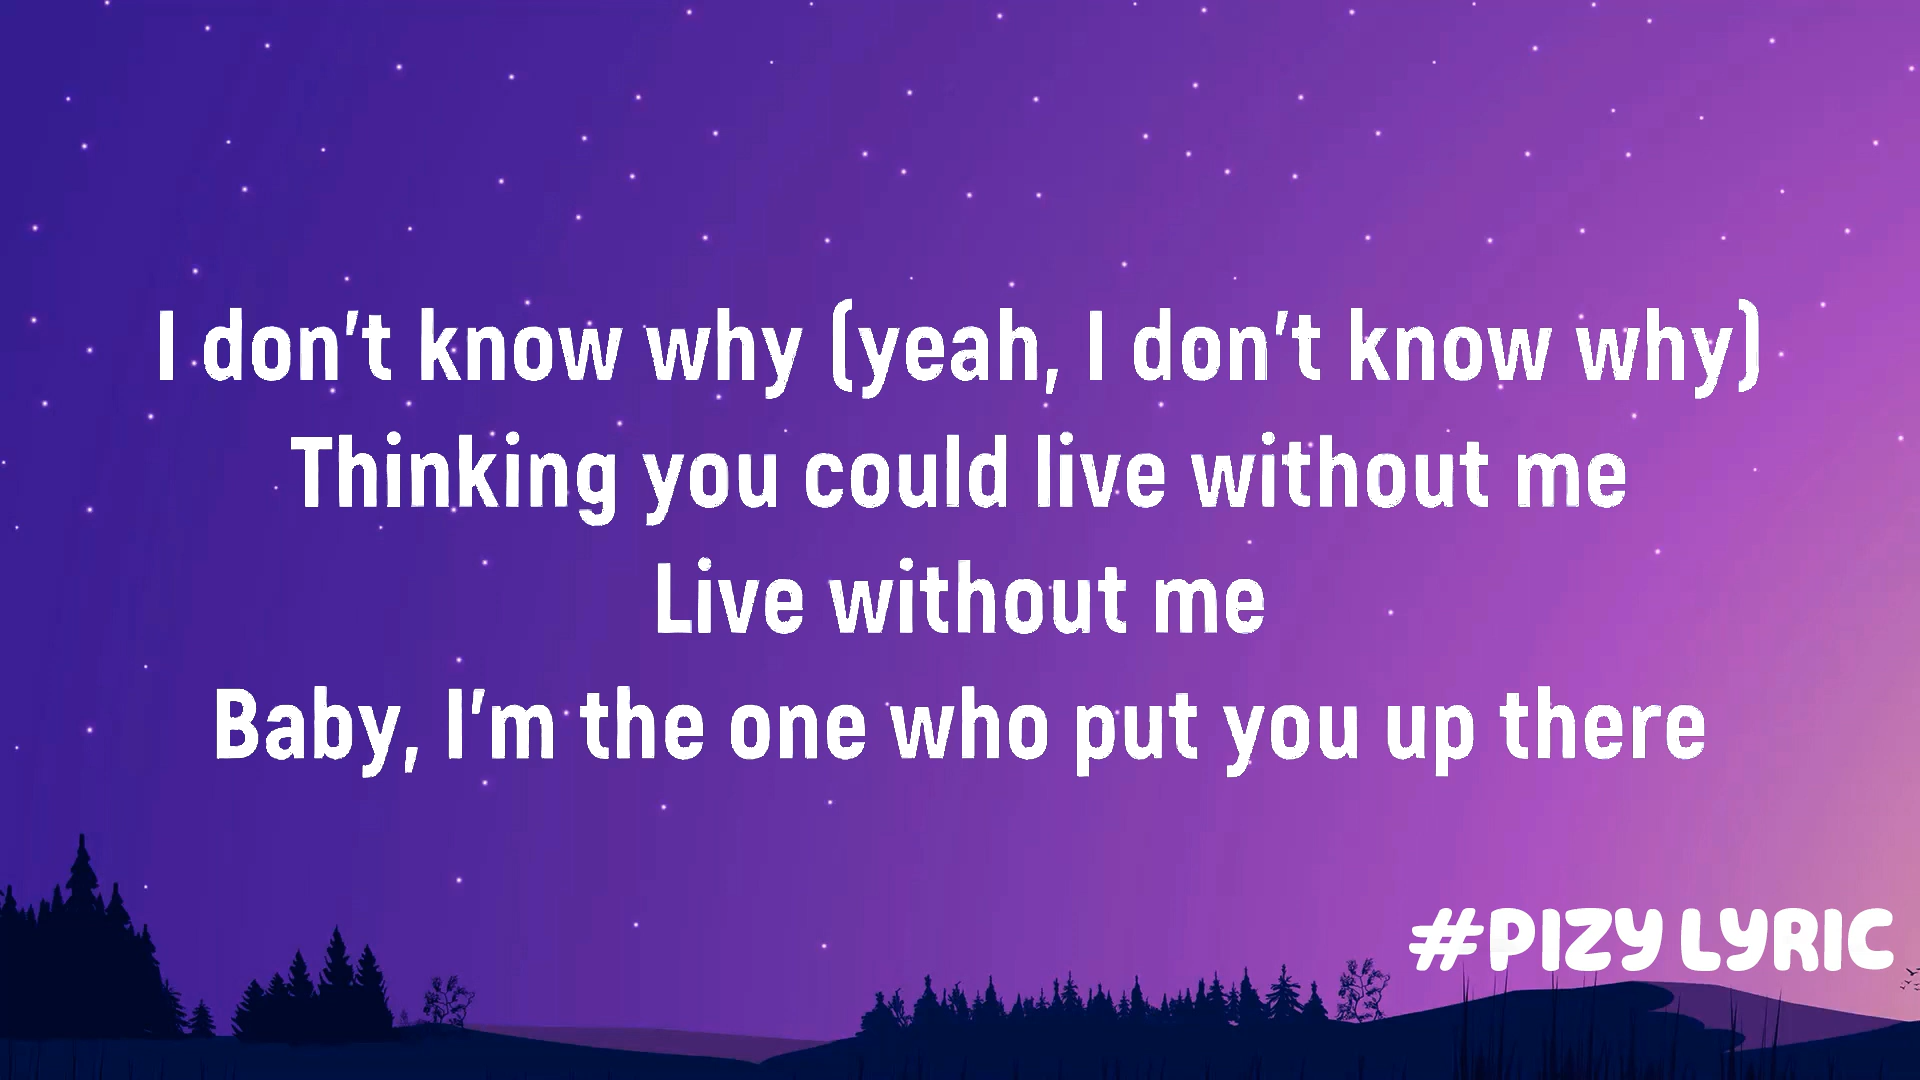 I don't know why (yeah, I don't know why)
Thinking you could live without me
Live without me
Baby, I'm the one who put you up there
#PIZY LYRIC